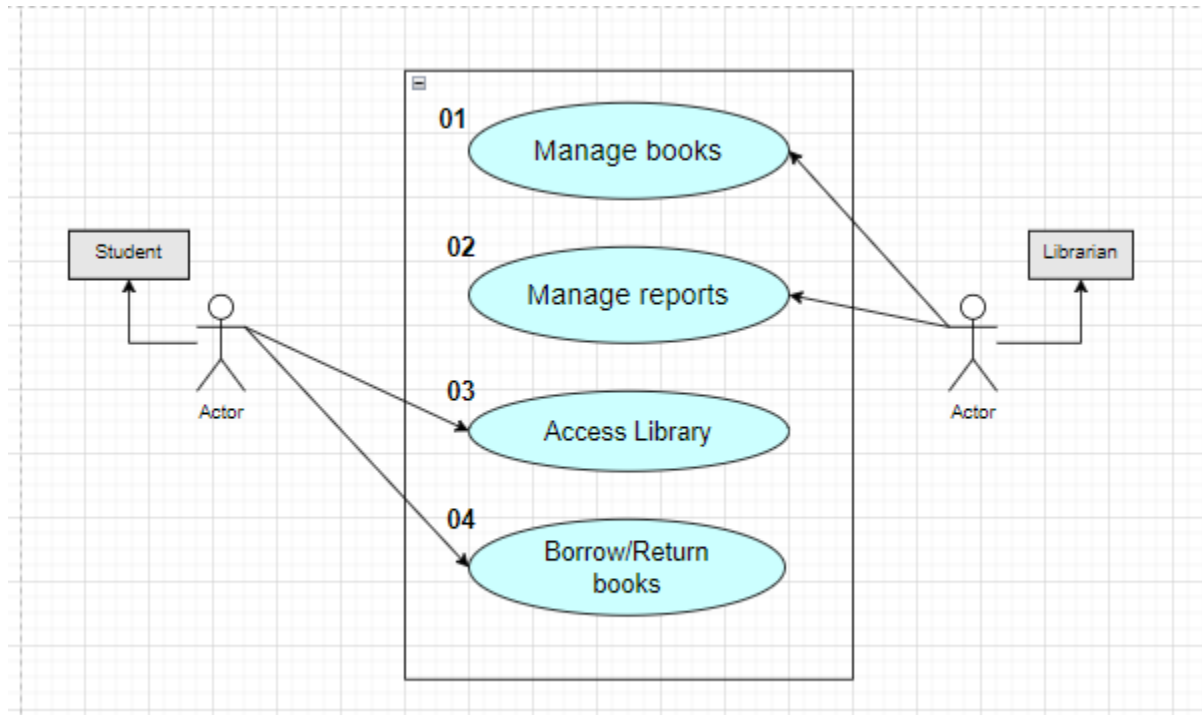 01
Manage books
Student
02
Librarian
Manage reports
03
Actor
Actor
Access Library
04
Borrow/Return
books